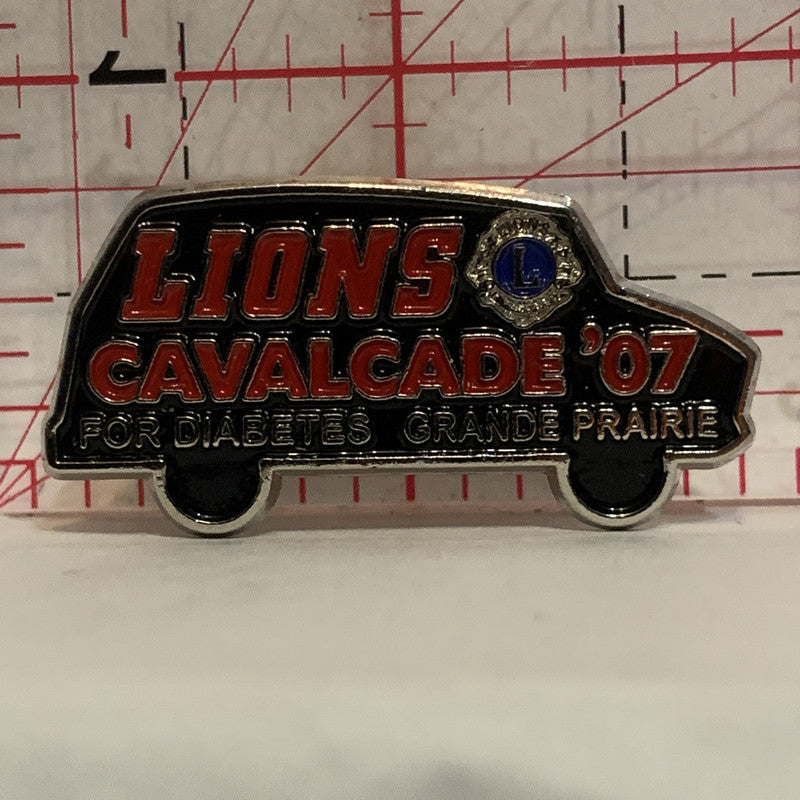 LIONS
L
CAVALCADE '07
FOR DIABETES GRANDE PRAIRIE